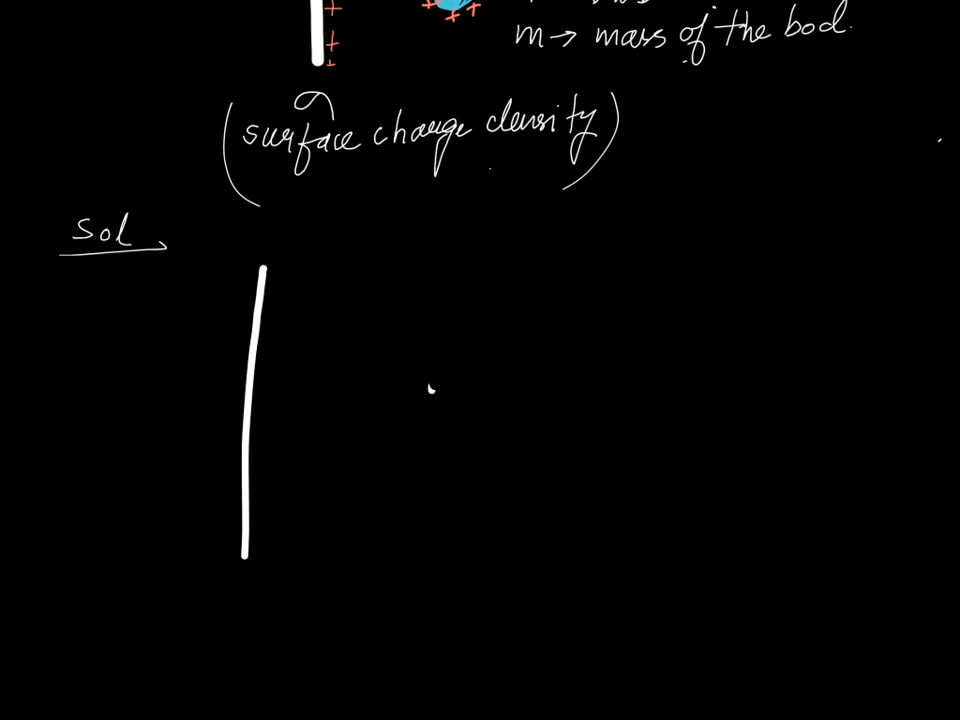 m → mass of the bod.
σ
(surface charge density)
Sol